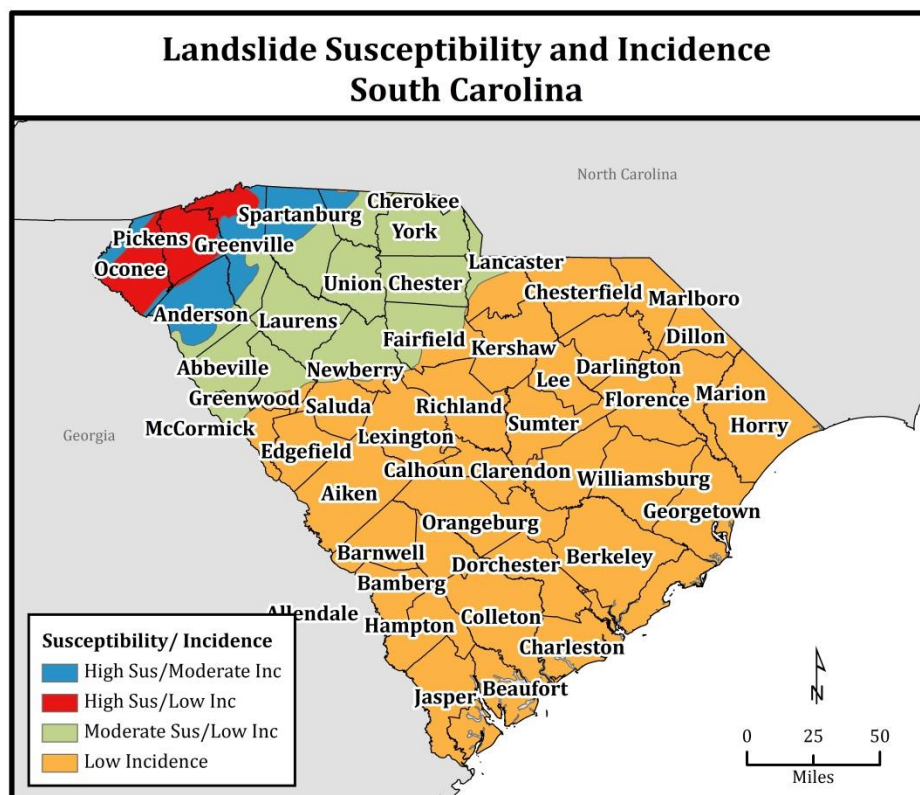 Landslide Susceptibility and Incidence
South Carolina
North Carolina
Cherokee
Spartanburg
York
Pickens
Greenville
Oconee
Lancaster
Union
Chester
Chesterfield
Marlboro
Anderson
Laurens
Fairfield
Dillon
Kershaw
Abbeville
Newberry
Darlington
Lee
Marion
Greenwood
Saluda
Richland
Florence
McCormick
Sumter
Horry
Georgia
Lexington
Edgefield
Calhoun
Clarendon
Williamsburg
Aiken
Georgetown
Orangeburg
Barnwell
Berkeley
Dorchester
Bamberg
Allendale
Colleton
Hampton
Charleston
Jasper
Beaufort
Susceptibility/ Incidence
High Sus/Moderate Inc
High Sus/Low Inc
Moderate Sus/Low Inc
Low Incidence
N
0 25 50
Miles